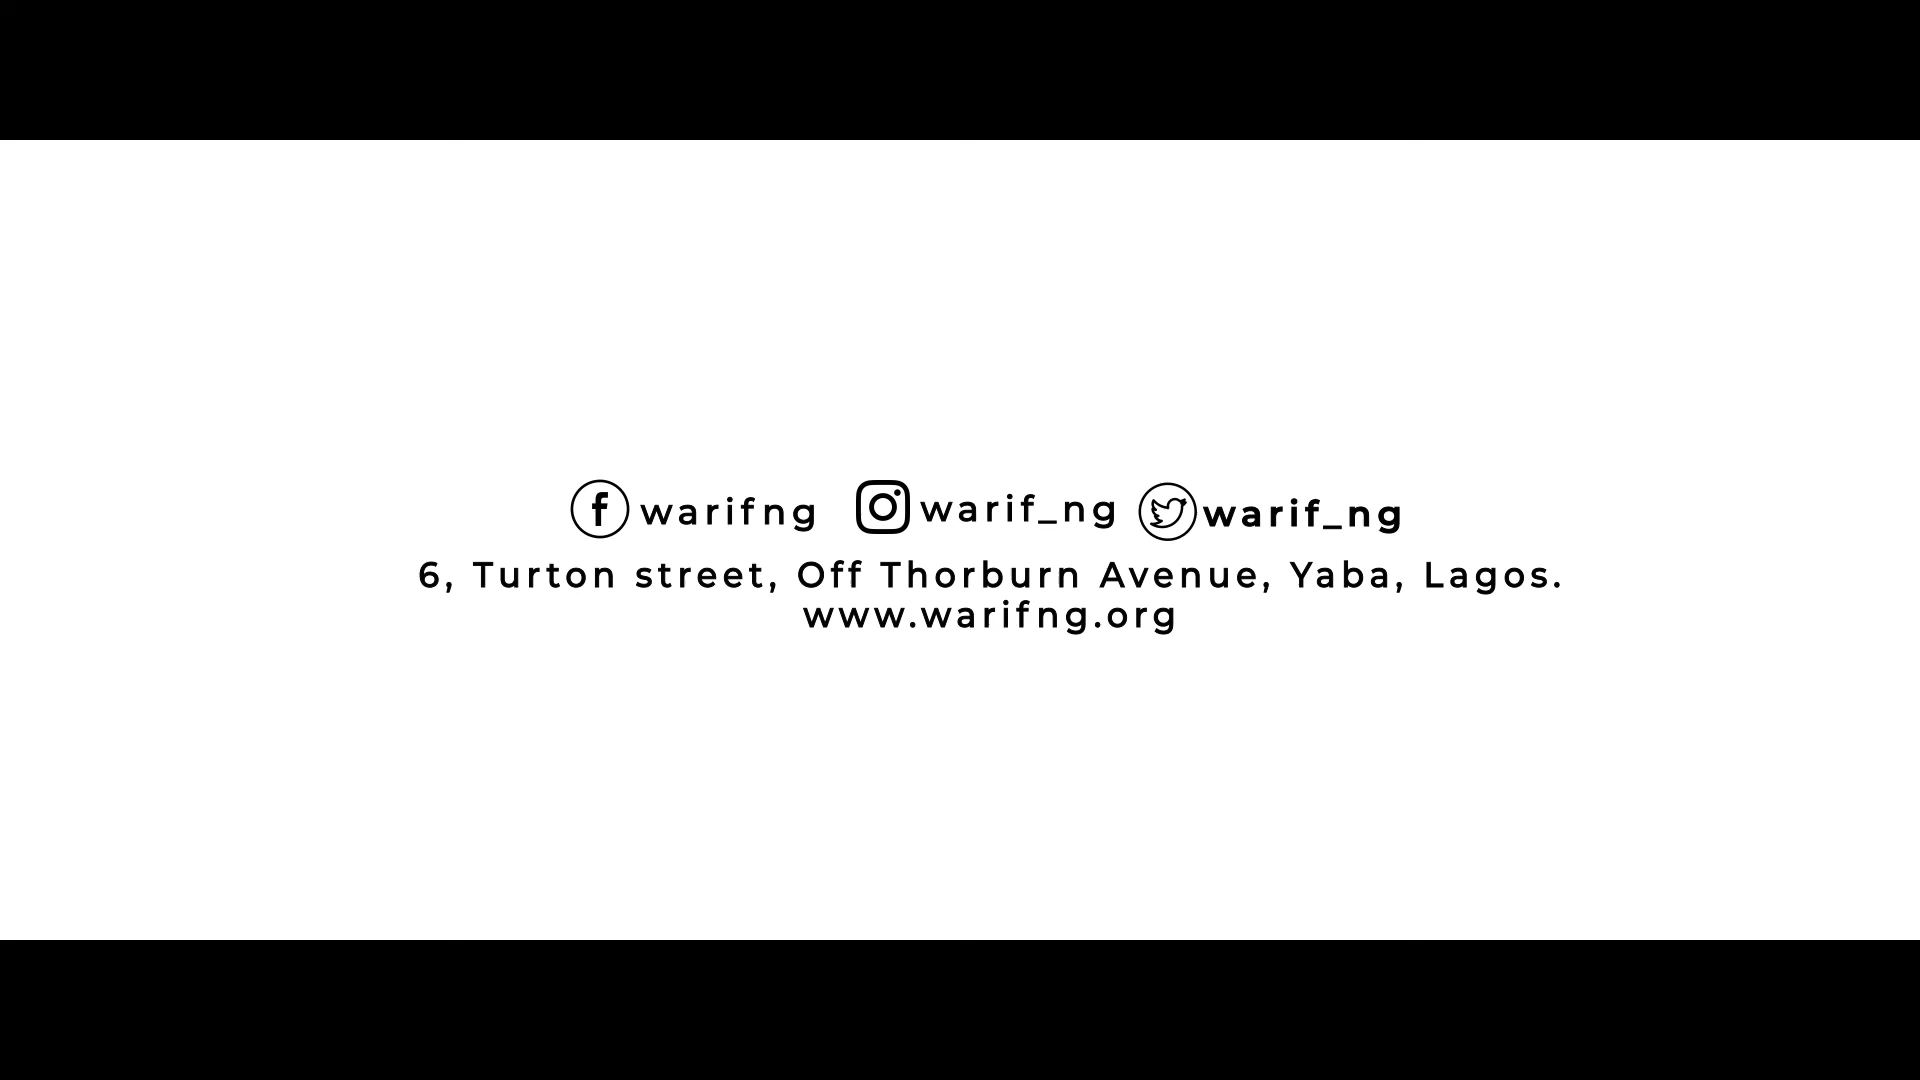 warifng warif_ng warif_ng
6, Turton street, Off Thorburn Avenue, Yaba, Lagos.
www.warifng.org